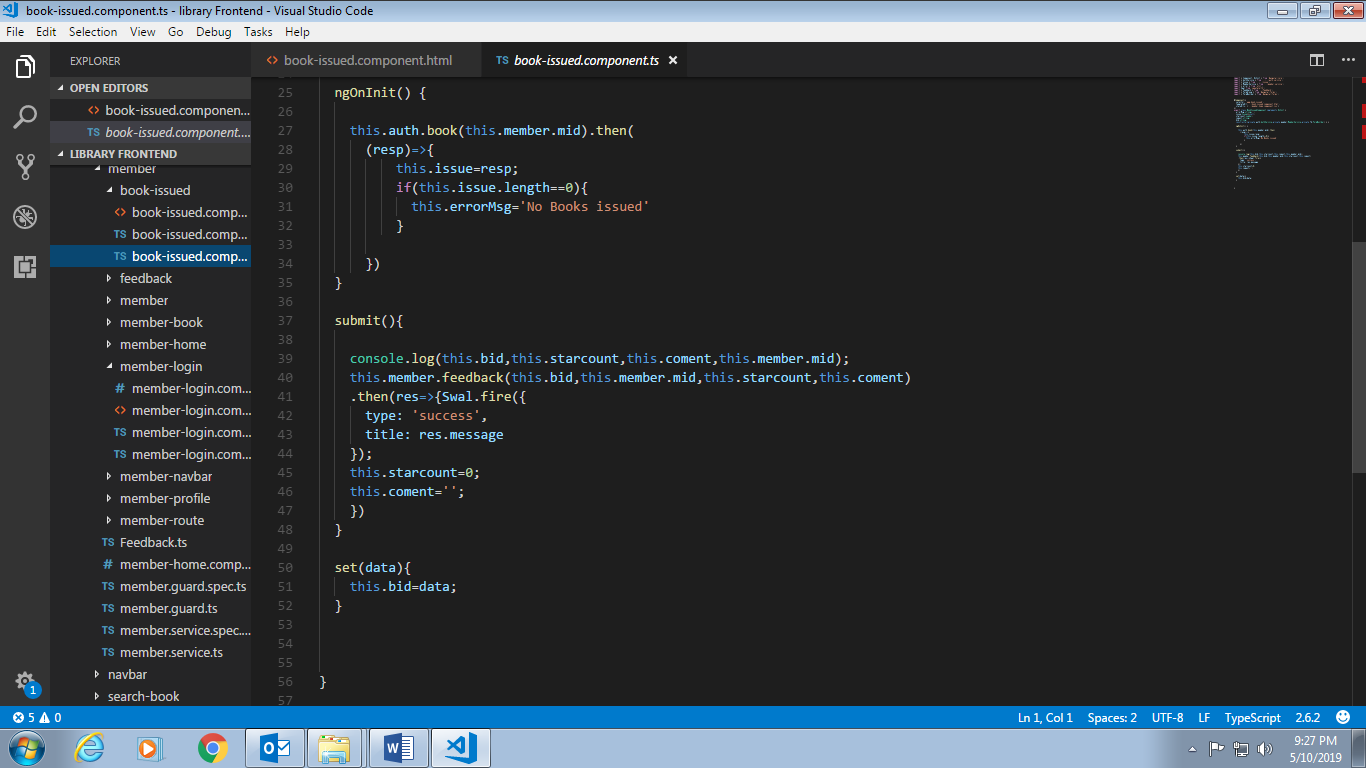 book-issued.component.ts - library Frontend - Visual Studio Code
File Edit Selection View Go Debug Tasks Help
EXPLORER
OPEN EDITORS
book-issued.componen...
book-issued.component....
LIBRARY FRONTEND
member
book-issued
book-issued.comp...
book-issued.comp...
book-issued.comp...
feedback
member
member-book
member-home
member-login
member-login.com...
member-login.com...
member-login.com...
member-login.com...
member-navbar
member-profile
member-route
Feedback.ts
member-home.comp...
member.guard.spec.ts
member.guard.ts
member.service.spec....
member.service.ts
navbar
search-book
book-issued.component.html
TS book-issued.component.ts
25 ngOnInit() {
26
27 this.auth.book(this.member.mid).then(
28 (resp)=>{
29 this.issue=resp;
30 if(this.issue.length==0){
31 this.errorMsg='No Books issued'
32 }
33
34 })
35 }
36
37 submit(){
38
39 console.log(this.bid,this.starcount,this.coment,this.member.mid);
40 this.member.feedback(this.bid,this.member.mid,this.starcount,this.coment)
41 .then(res=>{Swal.fire({
42 type: 'success',
43 title: res.message
44 });
45 this.starcount=0;
46 this.coment='';
47 })
48 }
49
50 set(data){
51 this.bid=data;
52 }
53
54
55
56 }
57
1
5 0
Ln 1, Col 1 Spaces: 2 UTF-8 LF TypeScript 2.6.2
9:27 PM
5/10/2019